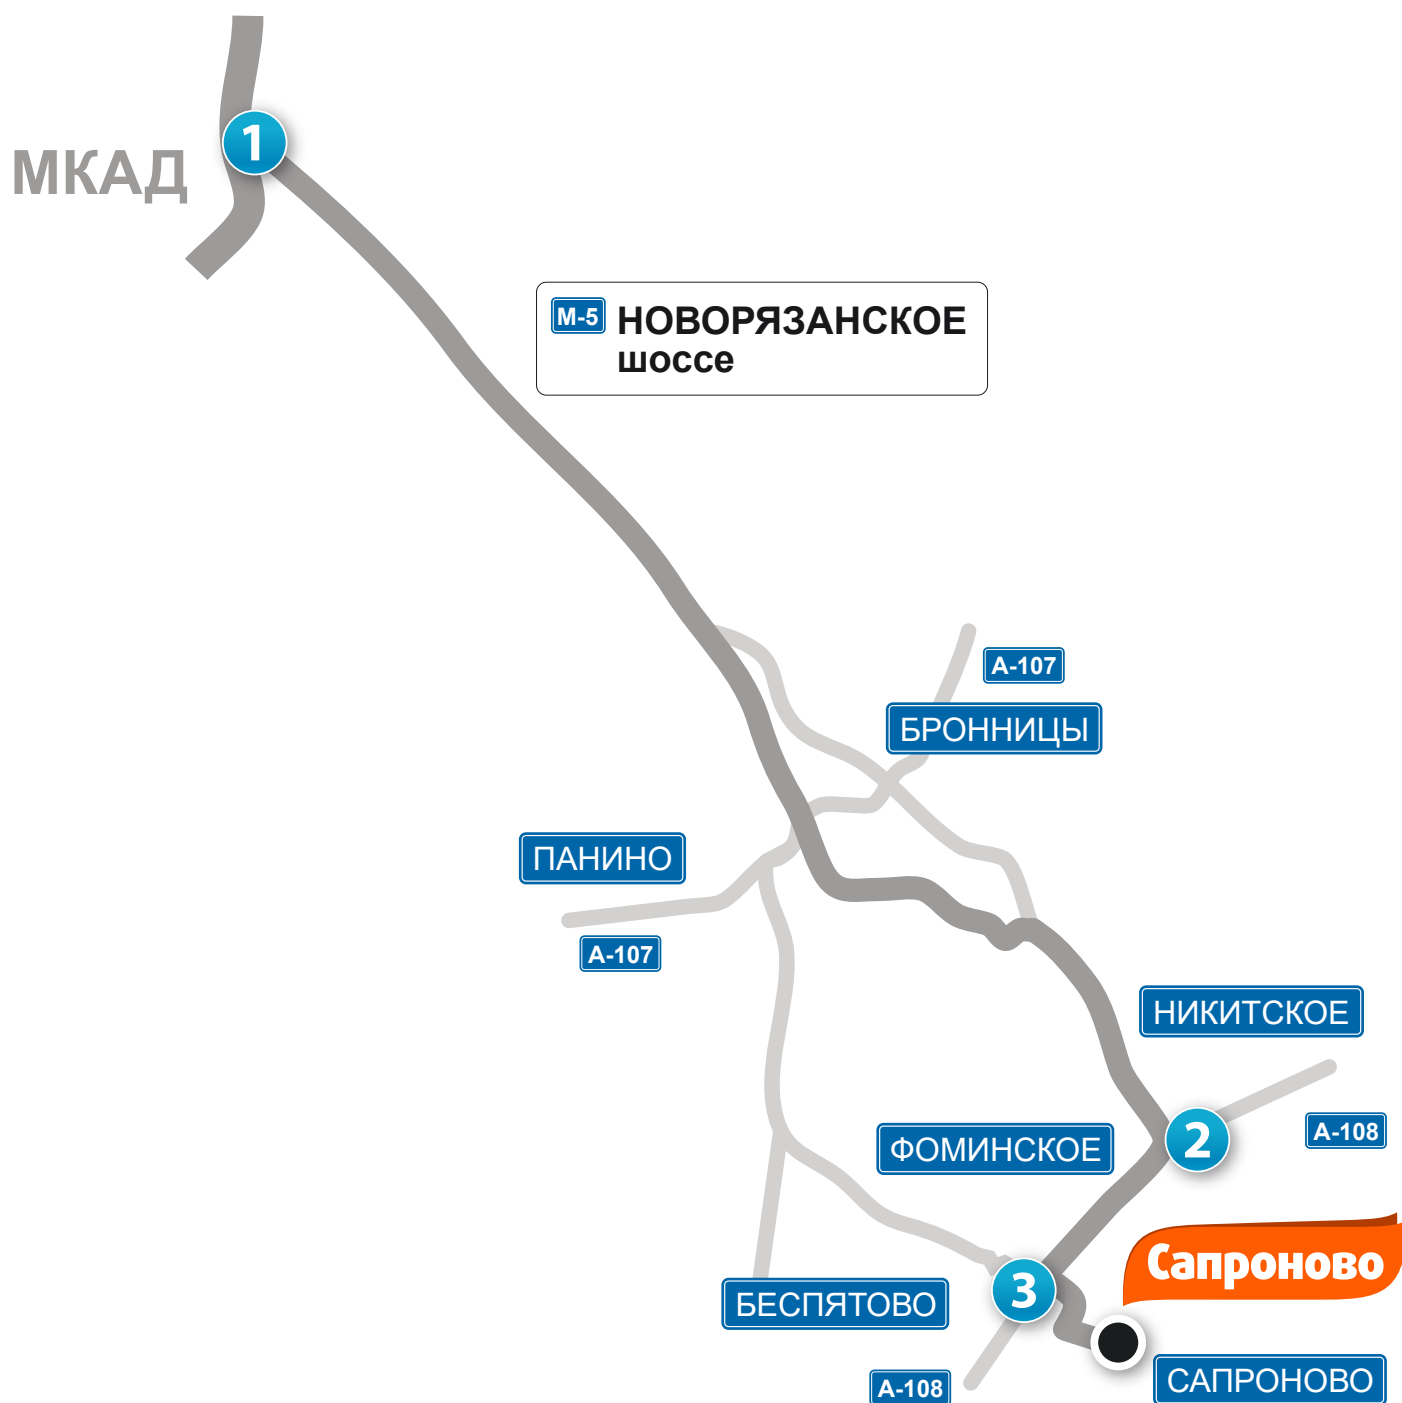 1
МКАД
М-5 НОВОРЯЗАНСКОЕ
шоссе
А-107
БРОННИЦЫ
ПАНИНО
А-107
НИКИТСКОЕ
А-108
2
ФОМИНСКОЕ
Сапроново
3
БЕСПЯТОВО
САПРОНОВО
А-108